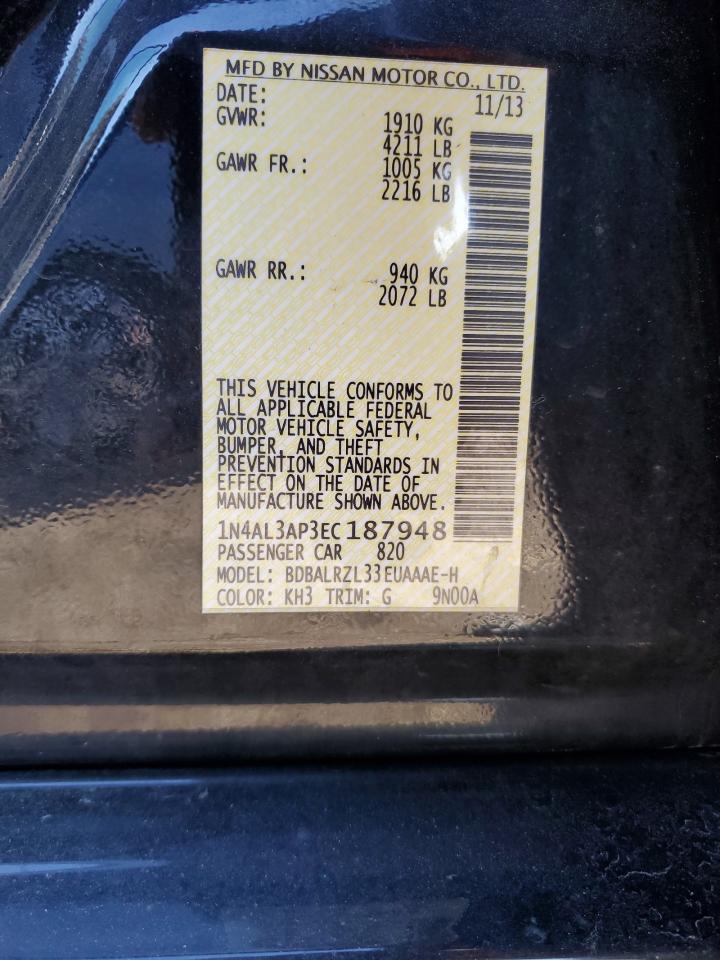 MFD BY NISSAN MOTOR CO., LTD.
DATE: 11/13
GVWR: 1910 KG
4211 LB
GAWR FR.: 1005 KG
2216 LB
GAWR RR.: 940 KG
2072 LB
THIS VEHICLE CONFORMS TO
ALL APPLICABLE FEDERAL
MOTOR VEHICLE SAFETY,
BUMPER, AND THEFT
PREVENTION STANDARDS IN
EFFECT ON THE DATE OF
MANUFACTURE SHOWN ABOVE.
1N4AL3AP3EC187948
PASSENGER CAR 820
MODEL: BDBALRZL33EUAAAE-H
COLOR: KH3 TRIM: G 9N00A